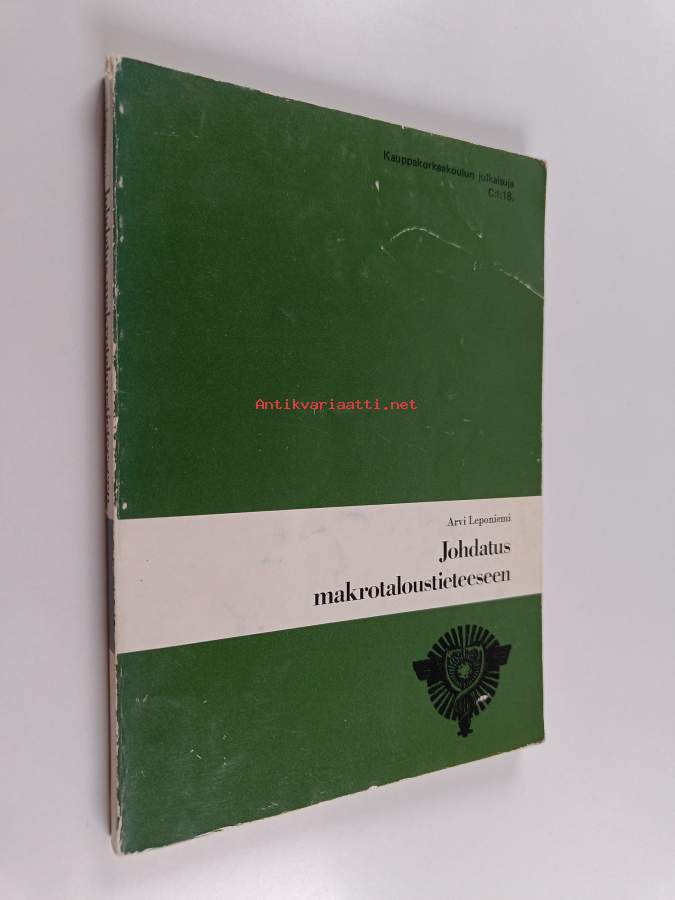 Kauppakorkeakoulun julkaisuja
C:I:18.
Antikvariaatti.net
Arvi Leponiemi
Johdatus
makrotaloustieteeseen